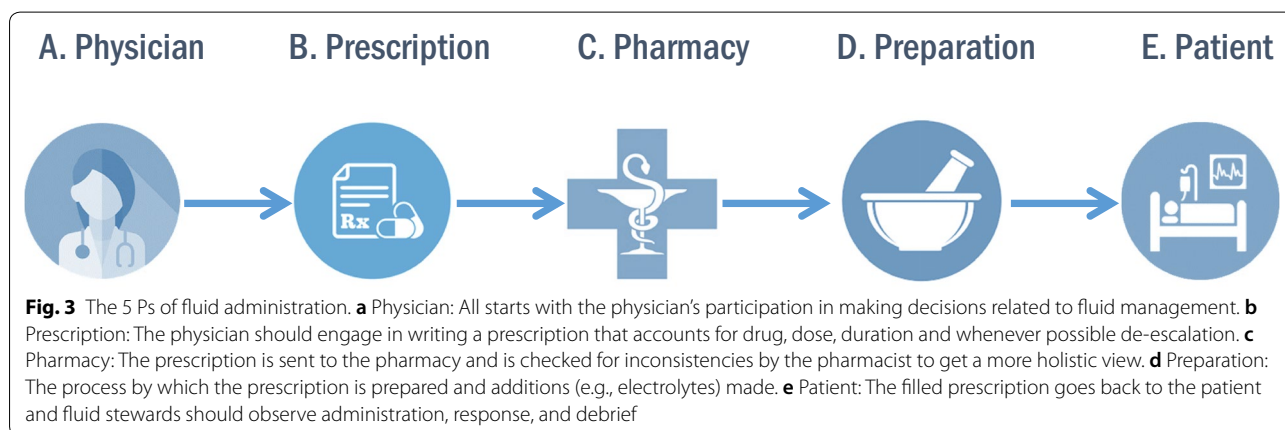 A. Physician B. Prescription C. Pharmacy D. Preparation E. Patient
Rx
Fig. 3 The 5 Ps of fluid administration. a Physician: All starts with the physician's participation in making decisions related to fluid management. b
Prescription: The physician should engage in writing a prescription that accounts for drug, dose, duration and whenever possible de-escalation. c
Pharmacy: The prescription is sent to the pharmacy and is checked for inconsistencies by the pharmacist to get a more holistic view. d Preparation:
The process by which the prescription is prepared and additions (e.g., electrolytes) made. e Patient: The filled prescription goes back to the patient
and fluid stewards should observe administration, response, and debrief